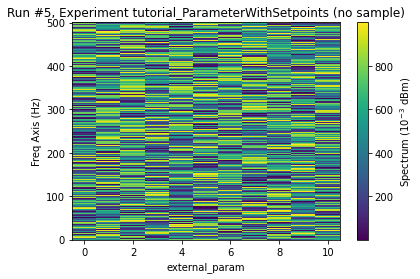 Run #5, Experiment tutorial_ParameterWithSetpoints (no sample)
500
400
300
200
100
0
Freq Axis (Hz)
0 2 4 6 8 10
external_param
800
600
400
200
Spectrum (10⁻³ dBm)